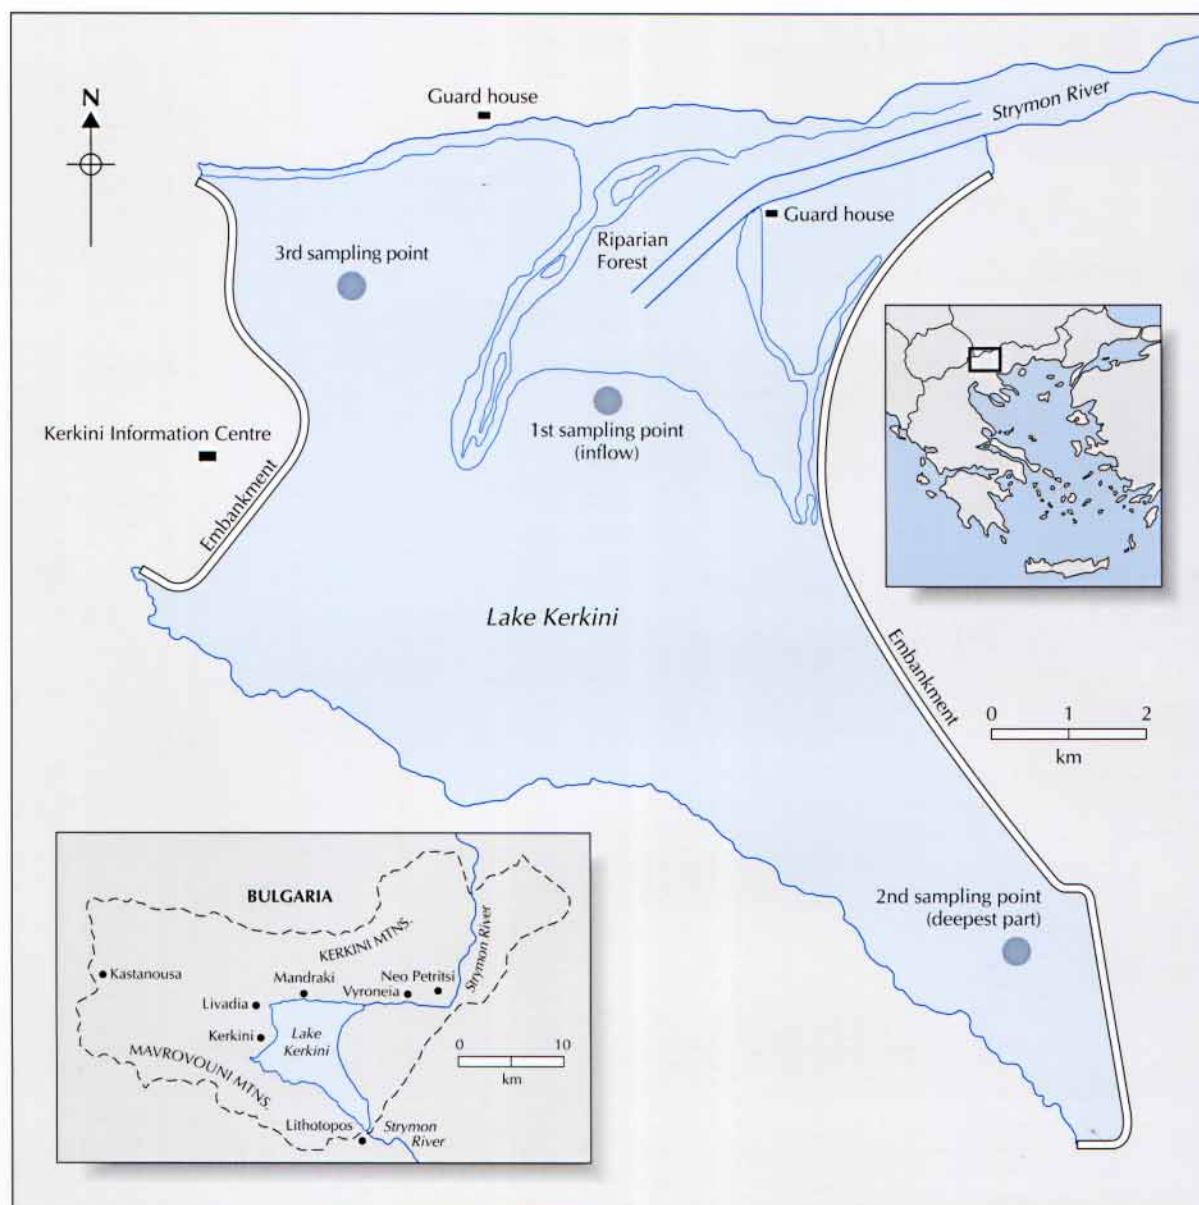 N
Guard house
Strymon River
Guard house
Riparian
Forest
3rd sampling point
Kerkini Information Centre
1st sampling point
(inflow)
Embankment
Lake Kerkini
Embankment
0 1 2
km
2nd sampling point
(deepest part)
BULGARIA
KERKINI MTNS.
Strymon River
Kastanousa
Mandraki
Neo Petritsi
Vyroneia
Livadia
Kerkini
Lake
Kerkini
0 10
km
MAVROVOUNI MTNS.
Lithotopos
Strymon
River